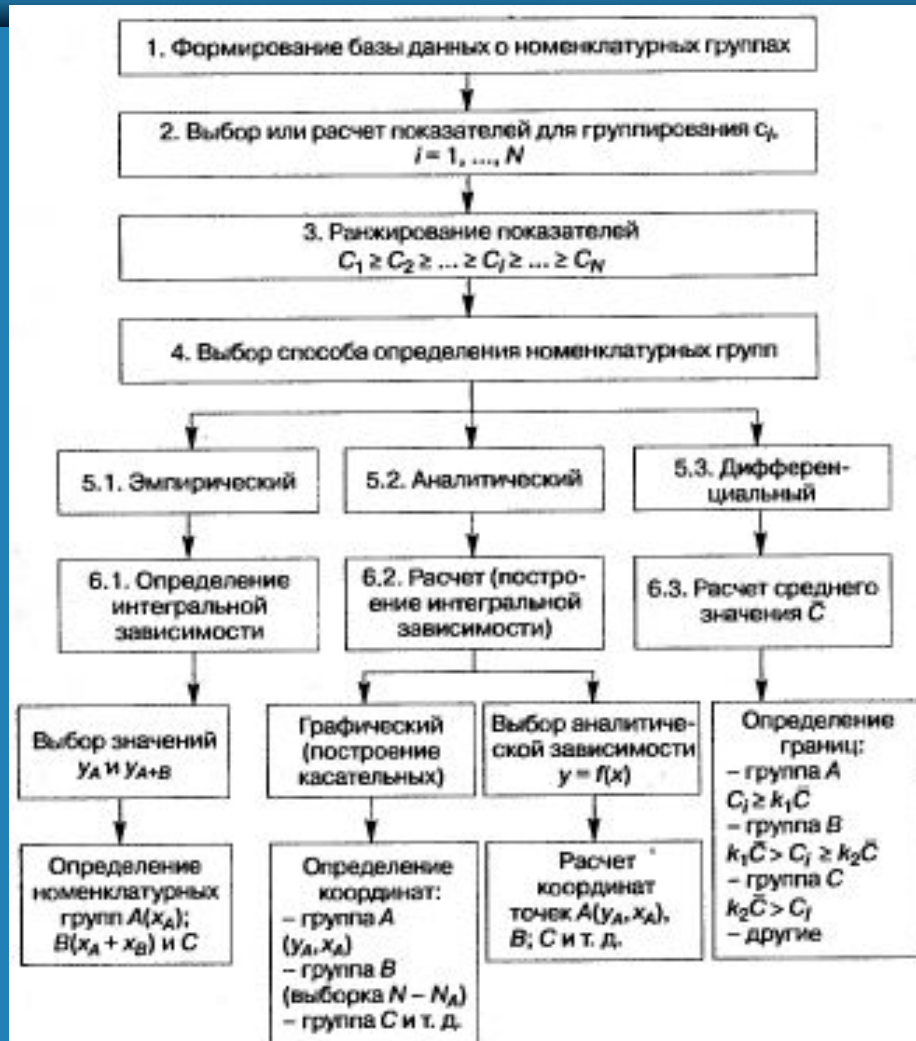 1. Формирование базы данных о номенклатурных группах
2. Выбор или расчет показателей для группирования cᵢ,
i = 1, ..., N
3. Ранжирование показателей
C₁ ≥ C₂ ≥ ... ≥ Cᵢ ≥ ... ≥ C_N
4. Выбор способа определения номенклатурных групп
5.1. Эмпирический
5.2. Аналитический
5.3. Дифферен-
циальный
6.1. Определение
интегральной
зависимости
6.2. Расчет (постро-
ение интегральной
зависимости)
6.3. Расчет среднего
значения C̄
Выбор значений
y_A и y_A+B
Графический
(построение
касательных)
Выбор аналитиче-
ской зависимости
y = f(x)
Определение
границ:
– группа A
Cᵢ ≥ k₁C̄
– группа B
k₁C̄ > Cᵢ ≥ k₂C̄
– группа C
k₂C̄ > Cᵢ
– другие
Определение
номенклатурных
групп A(x_A);
B(x_A + x_B) и C
Определение
координат:
– группа A
(y_A, x_A)
– группа B
(выборка N – N_A)
– группа C и т. д.
Расчет
координат
точек A(y_A, x_A),
B; C и т. д.